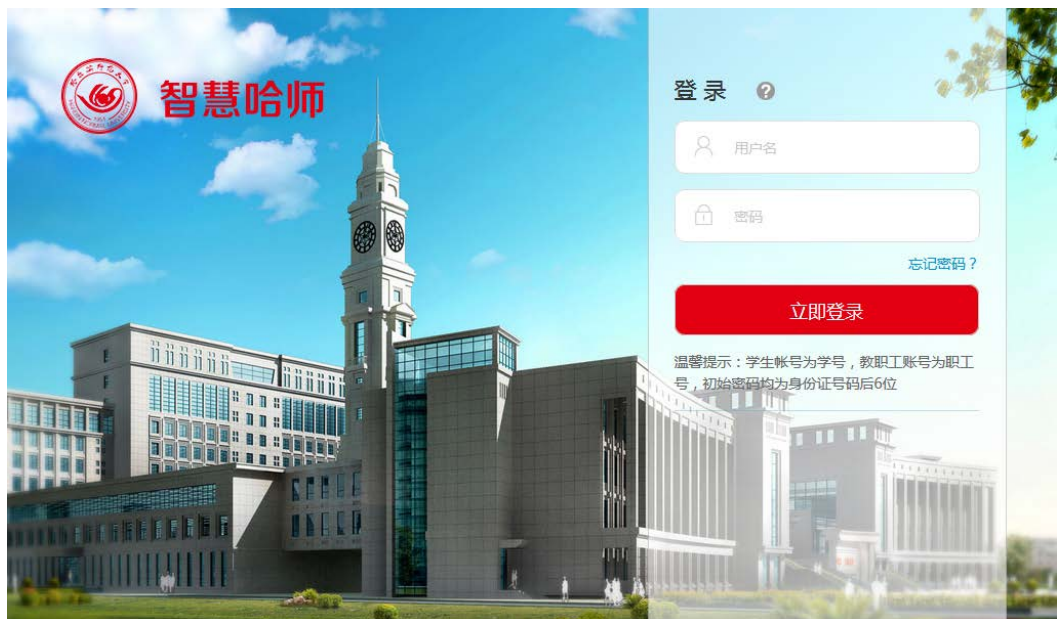 智慧哈师
登录 ?
用户名
密码
忘记密码？
立即登录
温馨提示：学生帐号为学号，教职工账号为职工
号，初始密码均为身份证号码后6位